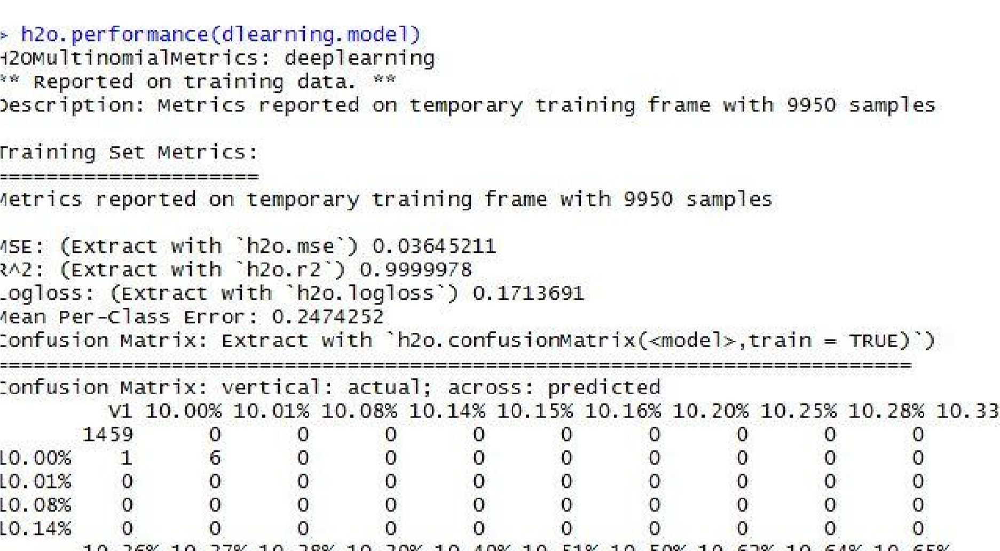 > h2o.performance(dlearning.model)
H2OMultinomialMetrics: deeplearning
** Reported on training data. **
Description: Metrics reported on temporary training frame with 9950 samples
Training Set Metrics:
=====================
Metrics reported on temporary training frame with 9950 samples
MSE: (Extract with `h2o.mse`) 0.03645211
R^2: (Extract with `h2o.r2`) 0.9999978
Logloss: (Extract with `h2o.logloss`) 0.1713691
Mean Per-Class Error: 0.2474252
Confusion Matrix: Extract with `h2o.confusionMatrix(<model>,train = TRUE)`)
=========================================================================
Confusion Matrix: vertical: actual; across: predicted
V1 10.00% 10.01% 10.08% 10.14% 10.15% 10.16% 10.20% 10.25% 10.28% 10.33
1459 0 0 0 0 0 0 0 0 0
10.00% 1 6 0 0 0 0 0 0 0 0
10.01% 0 0 0 0 0 0 0 0 0 0
10.08% 0 0 0 0 0 0 0 0 0 0
10.14% 0 0 0 0 0 0 0 0 0 0